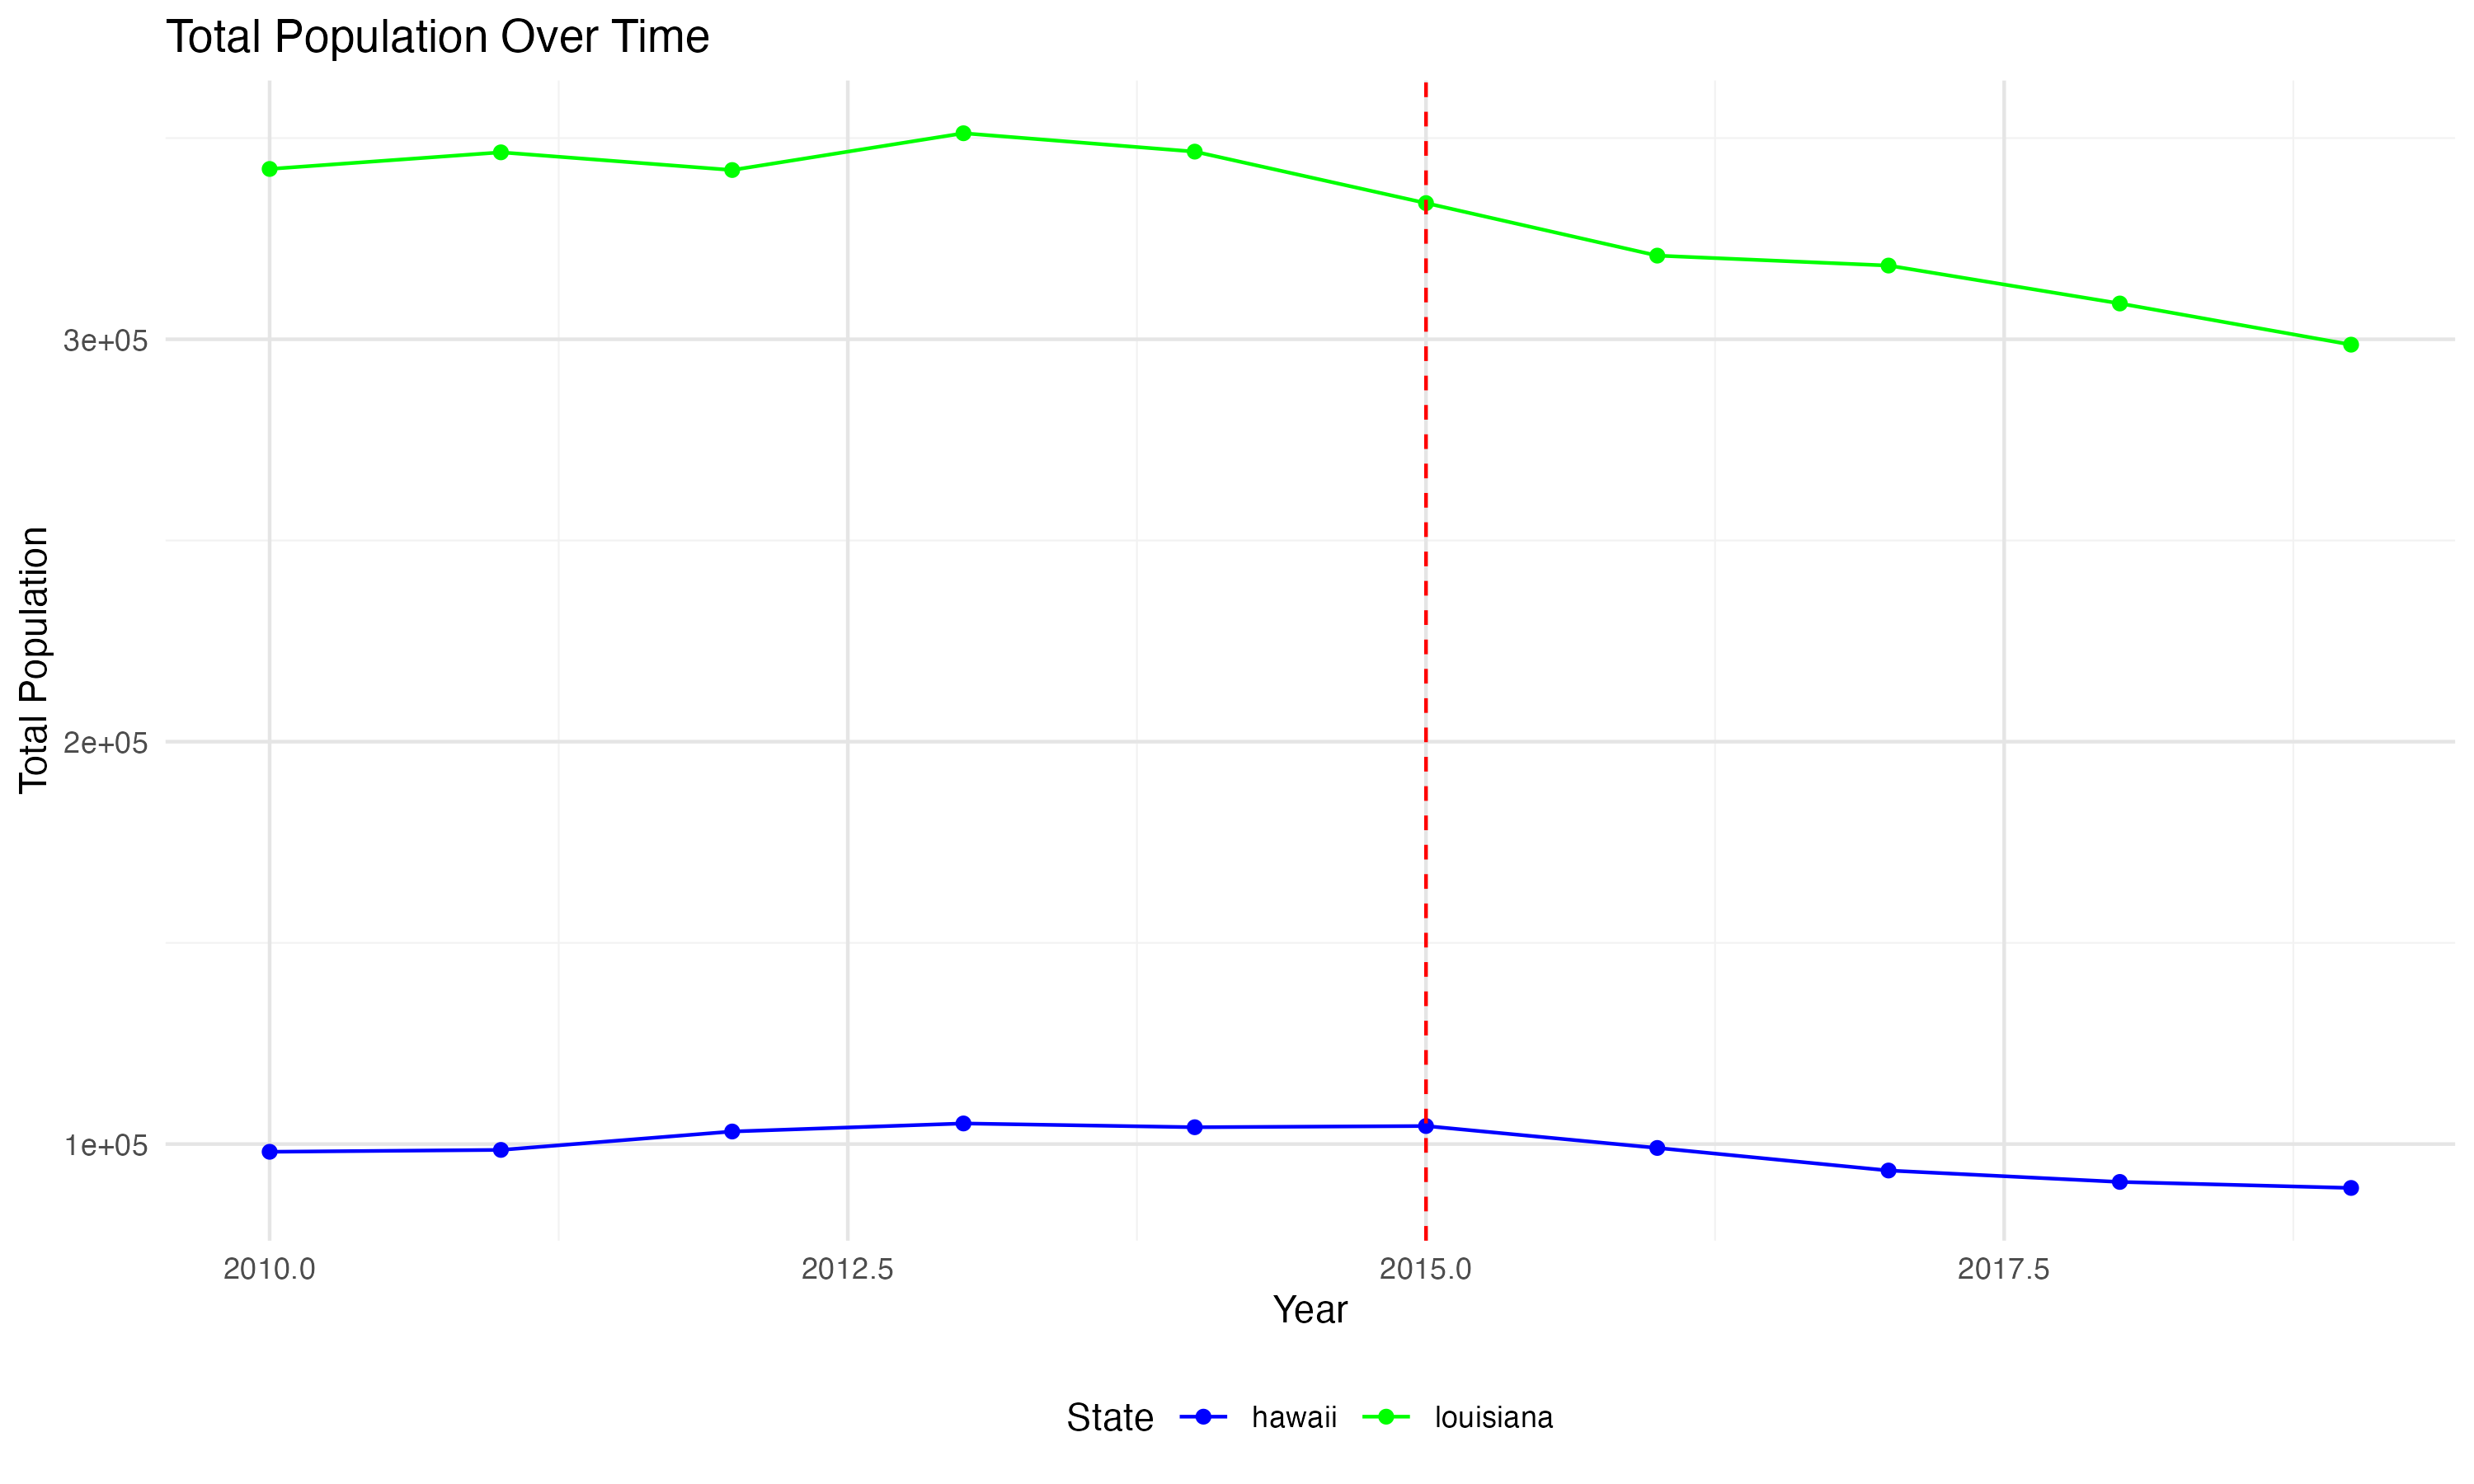 Total Population Over Time
Total Population
3e+05
2e+05
1e+05
2010.0 2012.5 2015.0 2017.5
Year
State hawaii louisiana